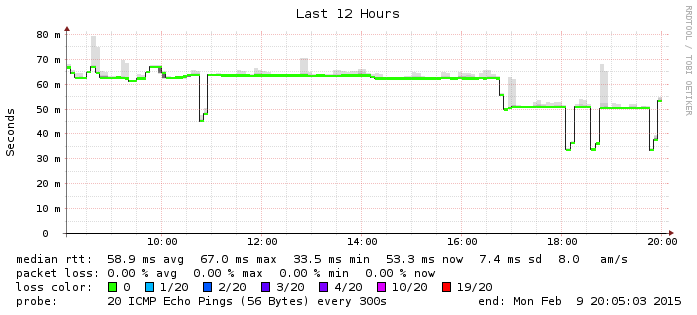 Last 12 Hours
RRDTOOL / TOBI OETIKER
Seconds
80 m
70 m
60 m
50 m
40 m
30 m
20 m
10 m
0
10:00 12:00 14:00 16:00 18:00 20:00
median rtt: 58.9 ms avg 67.0 ms max 33.5 ms min 53.3 ms now 7.4 ms sd 8.0 am/s
packet loss: 0.00 % avg 0.00 % max 0.00 % min 0.00 % now
loss color: 0 1/20 2/20 3/20 4/20 10/20 19/20
probe: 20 ICMP Echo Pings (56 Bytes) every 300s end: Mon Feb 9 20:05:03 2015